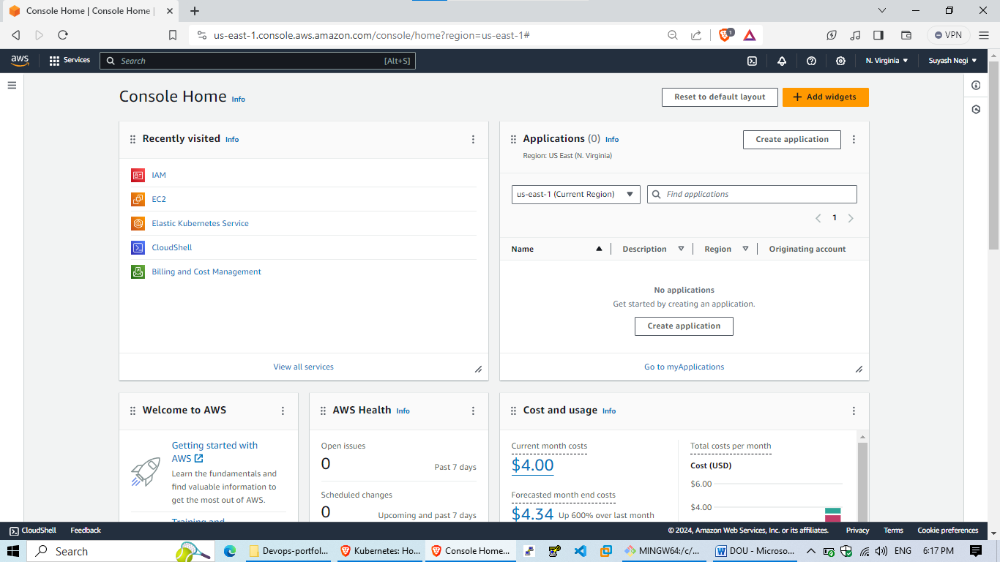 Console Home | Console Home |
us-east-1.console.aws.amazon.com/console/home?region=us-east-1#
1
VPN
aws
Services
Search
[Alt+S]
N. Virginia
Suyash Negi
Console Home Info
Reset to default layout
Add widgets
Recently visited Info
IAM
EC2
Elastic Kubernetes Service
CloudShell
Billing and Cost Management
View all services
Applications (0) Info
Region: US East (N. Virginia)
Create application
us-east-1 (Current Region)
Find applications
1
Name
Description
Region
Originating account
No applications
Get started by creating an application.
Create application
Go to myApplications
Welcome to AWS
Getting started with
AWS
Learn the fundamentals and
find valuable information to
get the most out of AWS.
Training and
AWS Health Info
Open issues
0
Past 7 days
Scheduled changes
0
Upcoming and past 7 days
Cost and usage Info
Current month costs
$4.00
Forecasted month end costs
$4.34 Up 600% over last month
Total costs per month
Cost (USD)
$6.00
$4.00
CloudShell
Feedback
© 2024, Amazon Web Services, Inc. or its affiliates.
Privacy
Terms
Cookie preferences
Search
Devops-portfol...
Kubernetes: Ho...
Console Home...
MINGW64:/c/...
DOU - Microso...
ENG
6:17 PM